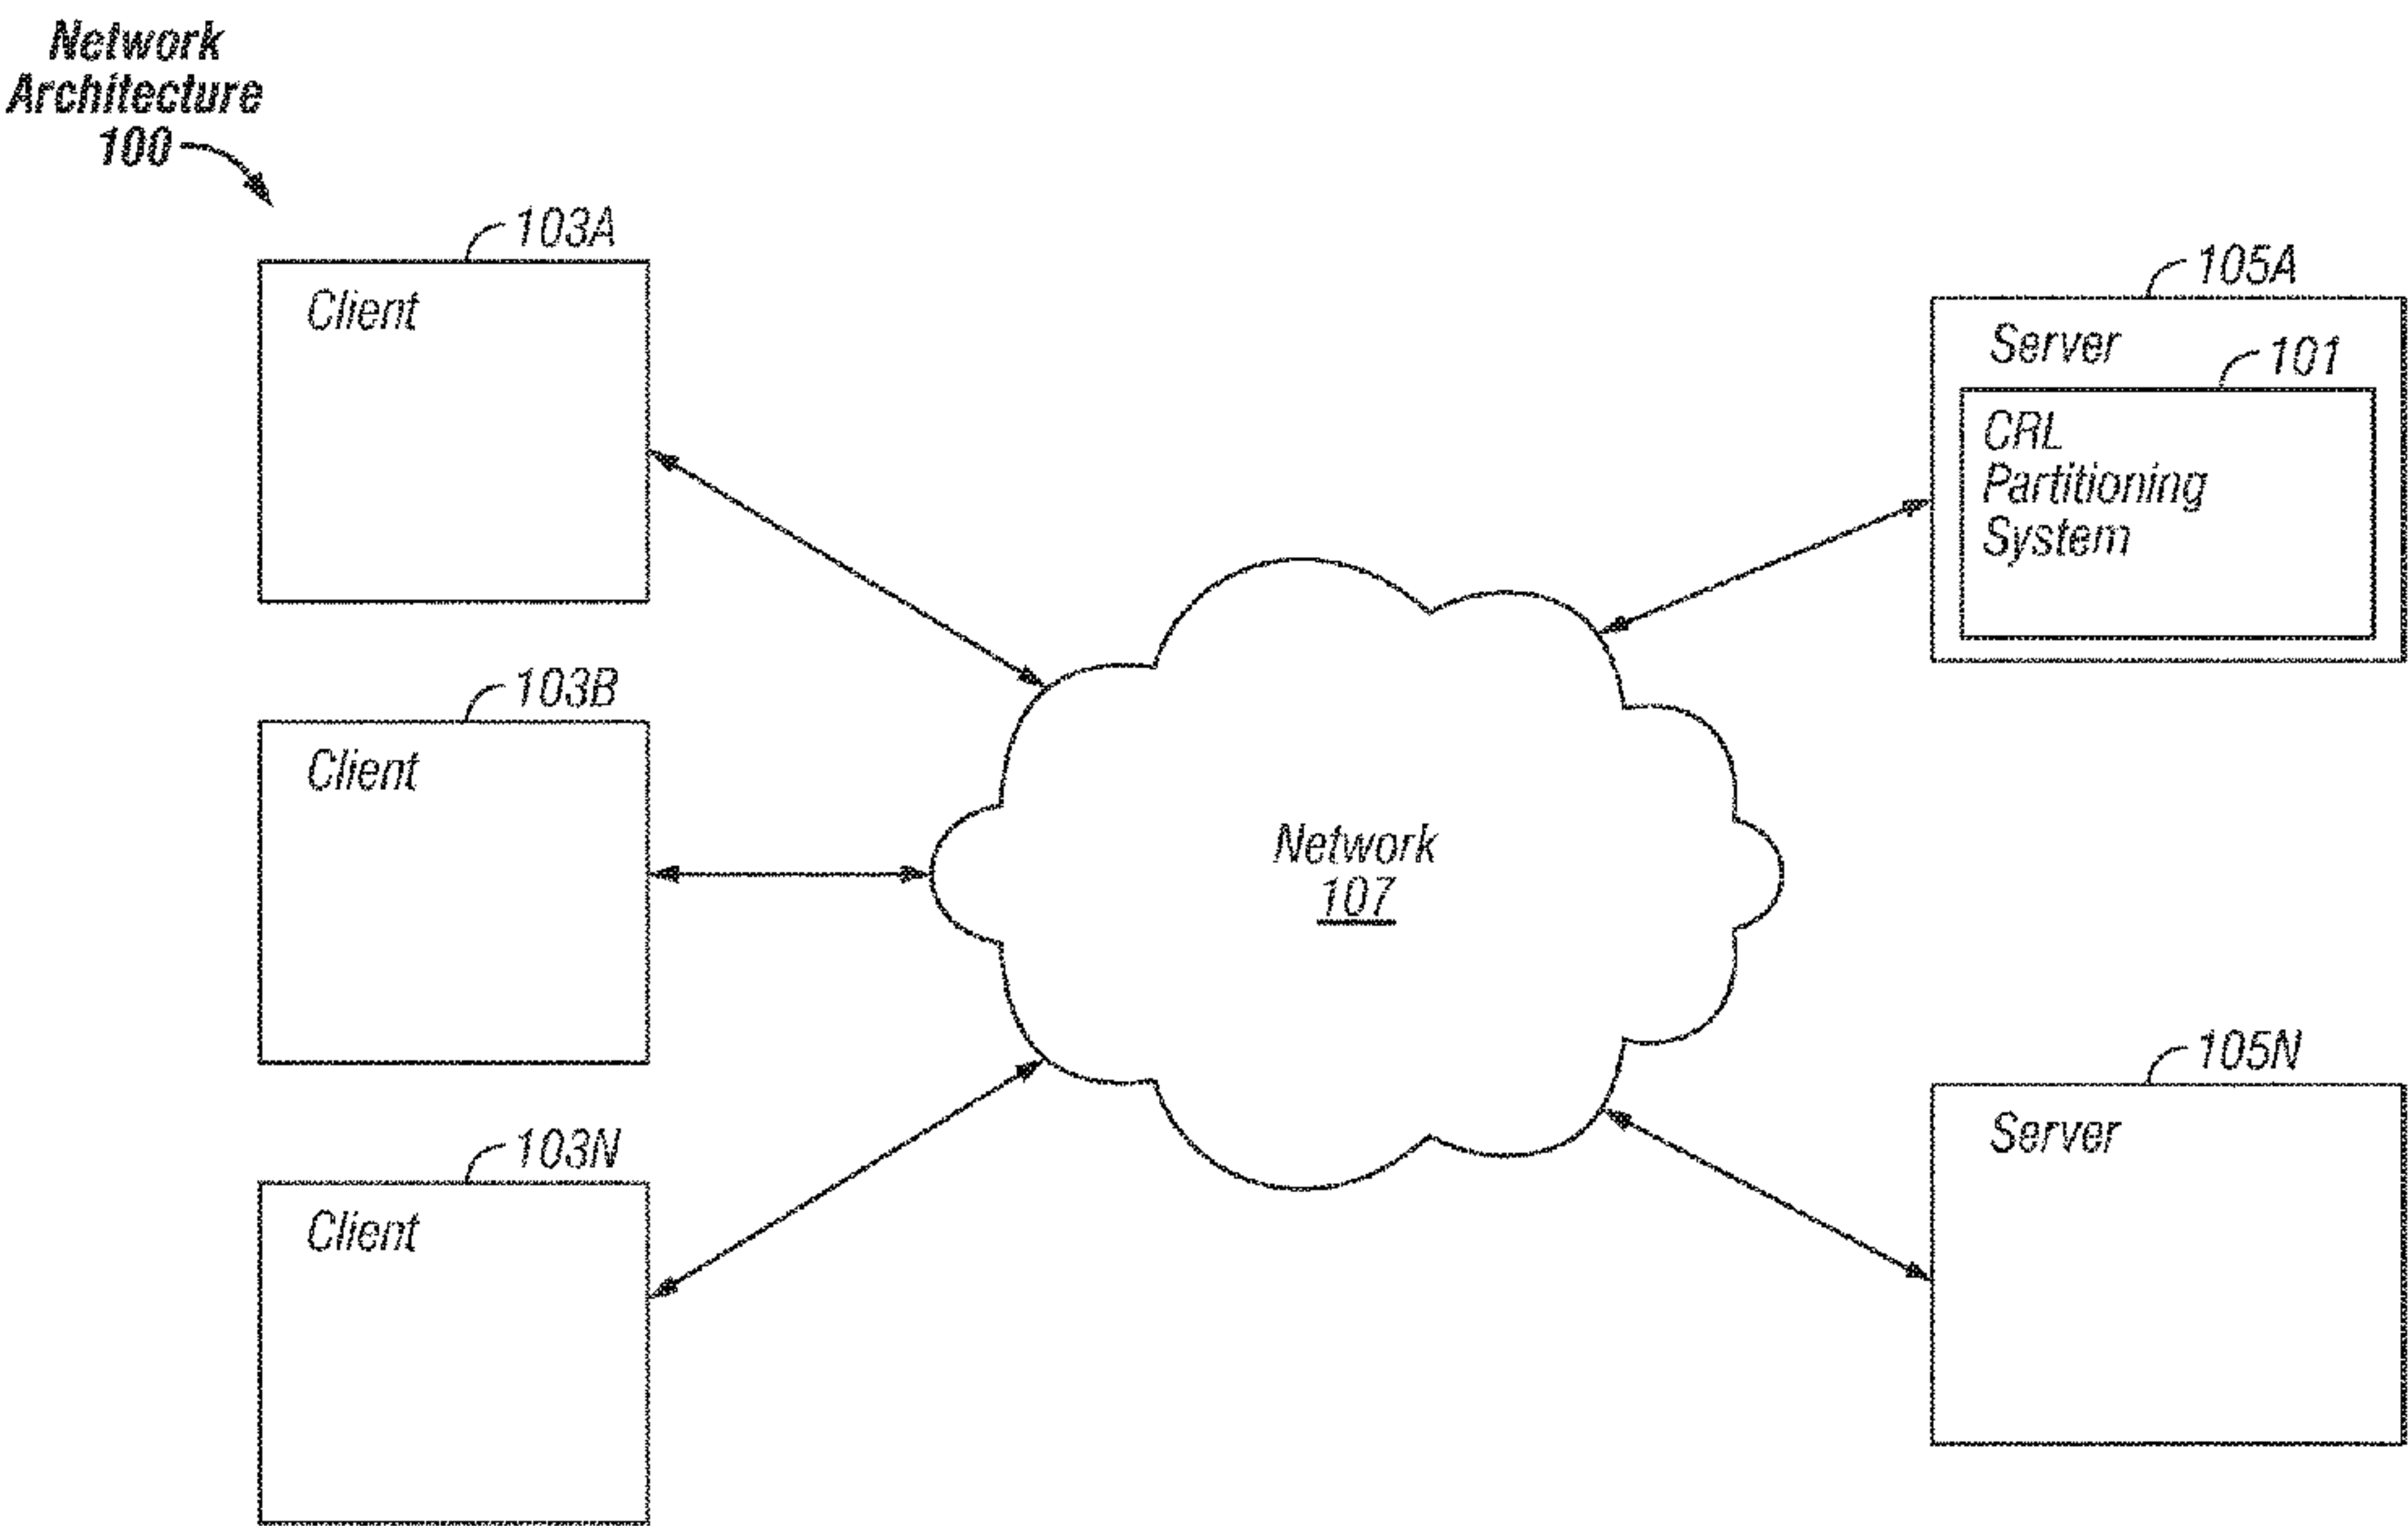 Network
Architecture
100
103A
Client
105A
Server
101
CRL
Partitioning
System
103B
Client
Network
107
103N
Client
105N
Server